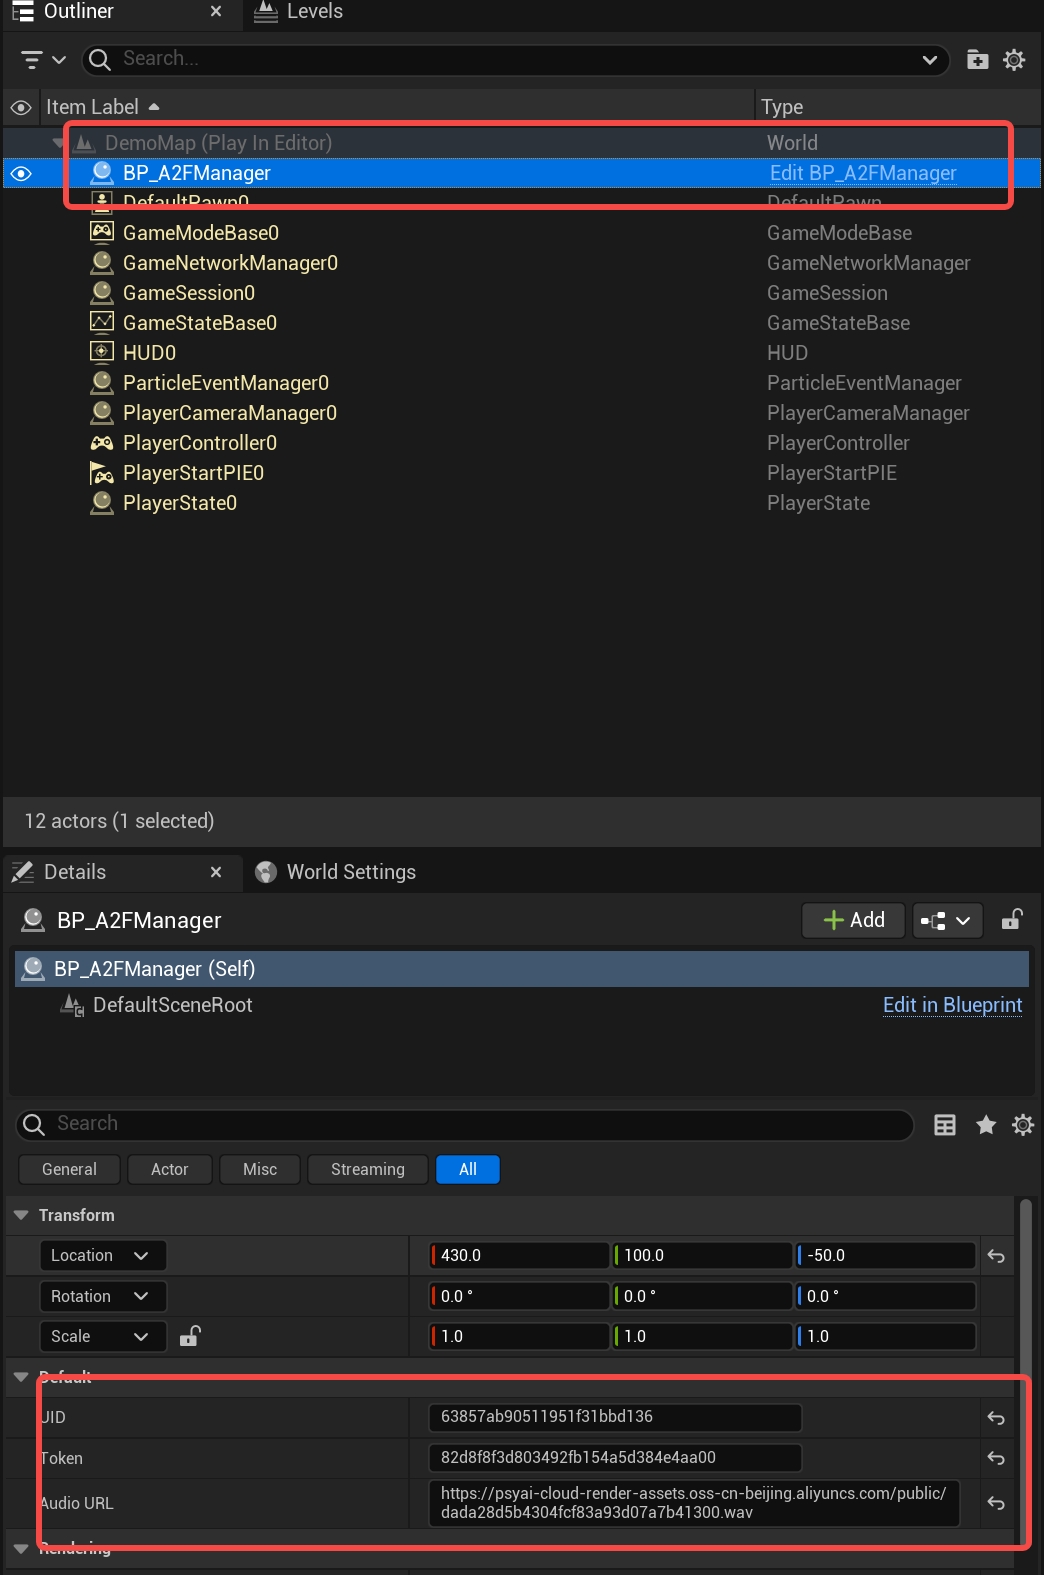 Outliner
Levels
Search...
Item Label Type
DemoMap (Play In Editor) World
BP_A2FManager Edit BP_A2FManager
DefaultPawn0 DefaultPawn
GameModeBase0 GameModeBase
GameNetworkManager0 GameNetworkManager
GameSession0 GameSession
GameStateBase0 GameStateBase
HUD0 HUD
ParticleEventManager0 ParticleEventManager
PlayerCameraManager0 PlayerCameraManager
PlayerController0 PlayerController
PlayerStartPIE0 PlayerStartPIE
PlayerState0 PlayerState
12 actors (1 selected)
Details World Settings
BP_A2FManager Add
BP_A2FManager (Self)
DefaultSceneRoot Edit in Blueprint
Search
General Actor Misc Streaming All
Transform
Location 430.0 100.0 -50.0
Rotation 0.0 ° 0.0 ° 0.0 °
Scale 1.0 1.0 1.0
Default
UID 63857ab90511951f31bbd136
Token 82d8f8f3d803492fb154a5d384e4aa00
Audio URL https://psyai-cloud-render-assets.oss-cn-beijing.aliyuncs.com/public/
dada28d5b4304fcf83a93d07a7b41300.wav
Rendering